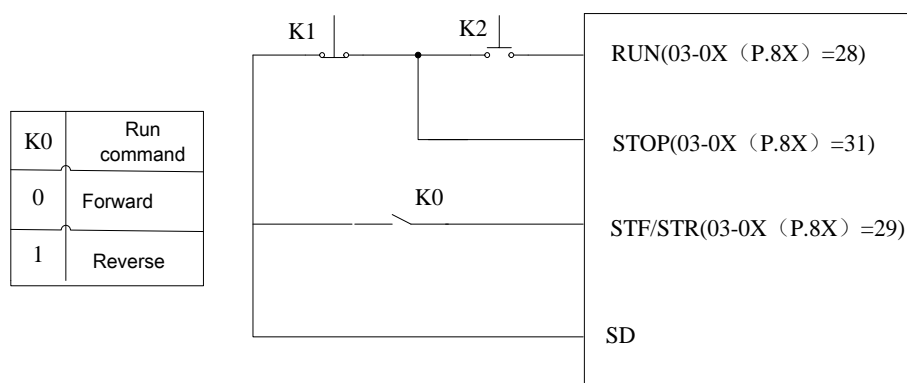 K1
K2
RUN(03-0X（P.8X）=28)
STOP(03-0X（P.8X）=31)
K0
STF/STR(03-0X（P.8X）=29)
SD
K0 Run
command
0 Forward
1 Reverse